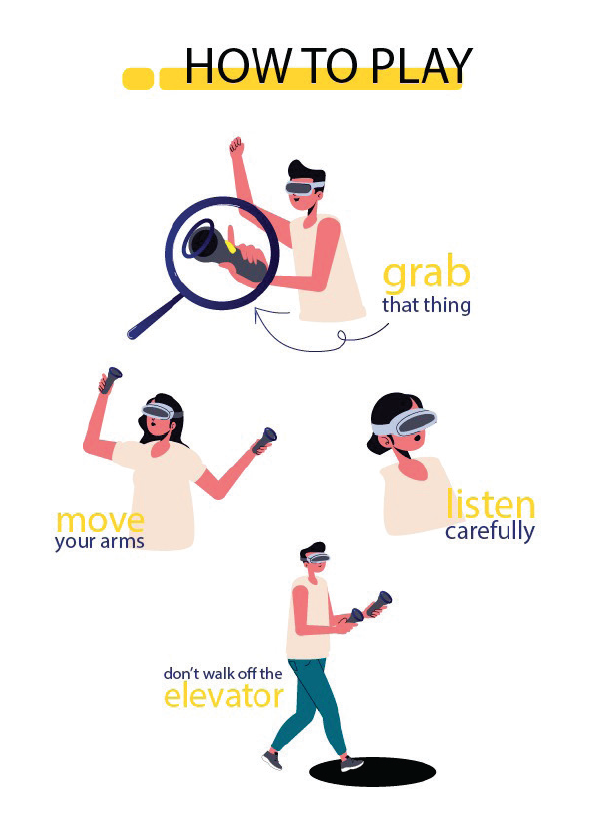 HOW TO PLAY
grab
that thing
move
your arms
listen
carefully
don't walk off the
elevator